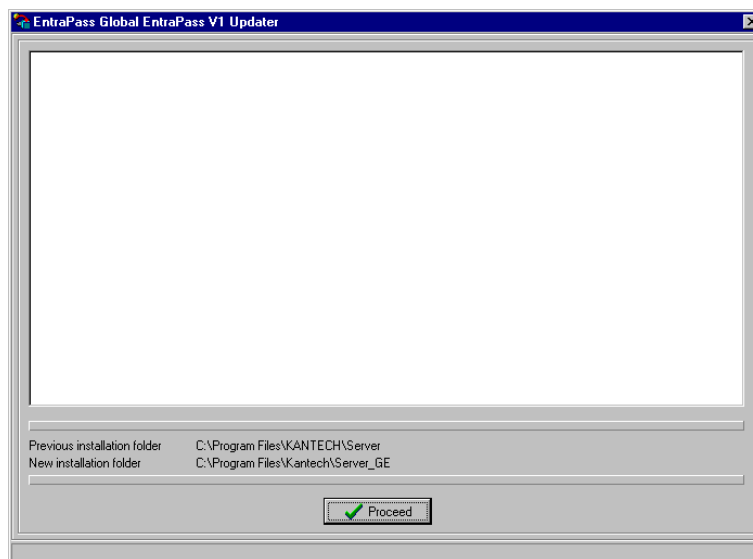 EntraPass Global EntraPass V1 Updater
Previous installation folder C:\Program Files\KANTECH\Server
New installation folder C:\Program Files\Kantech\Server_GE
Proceed